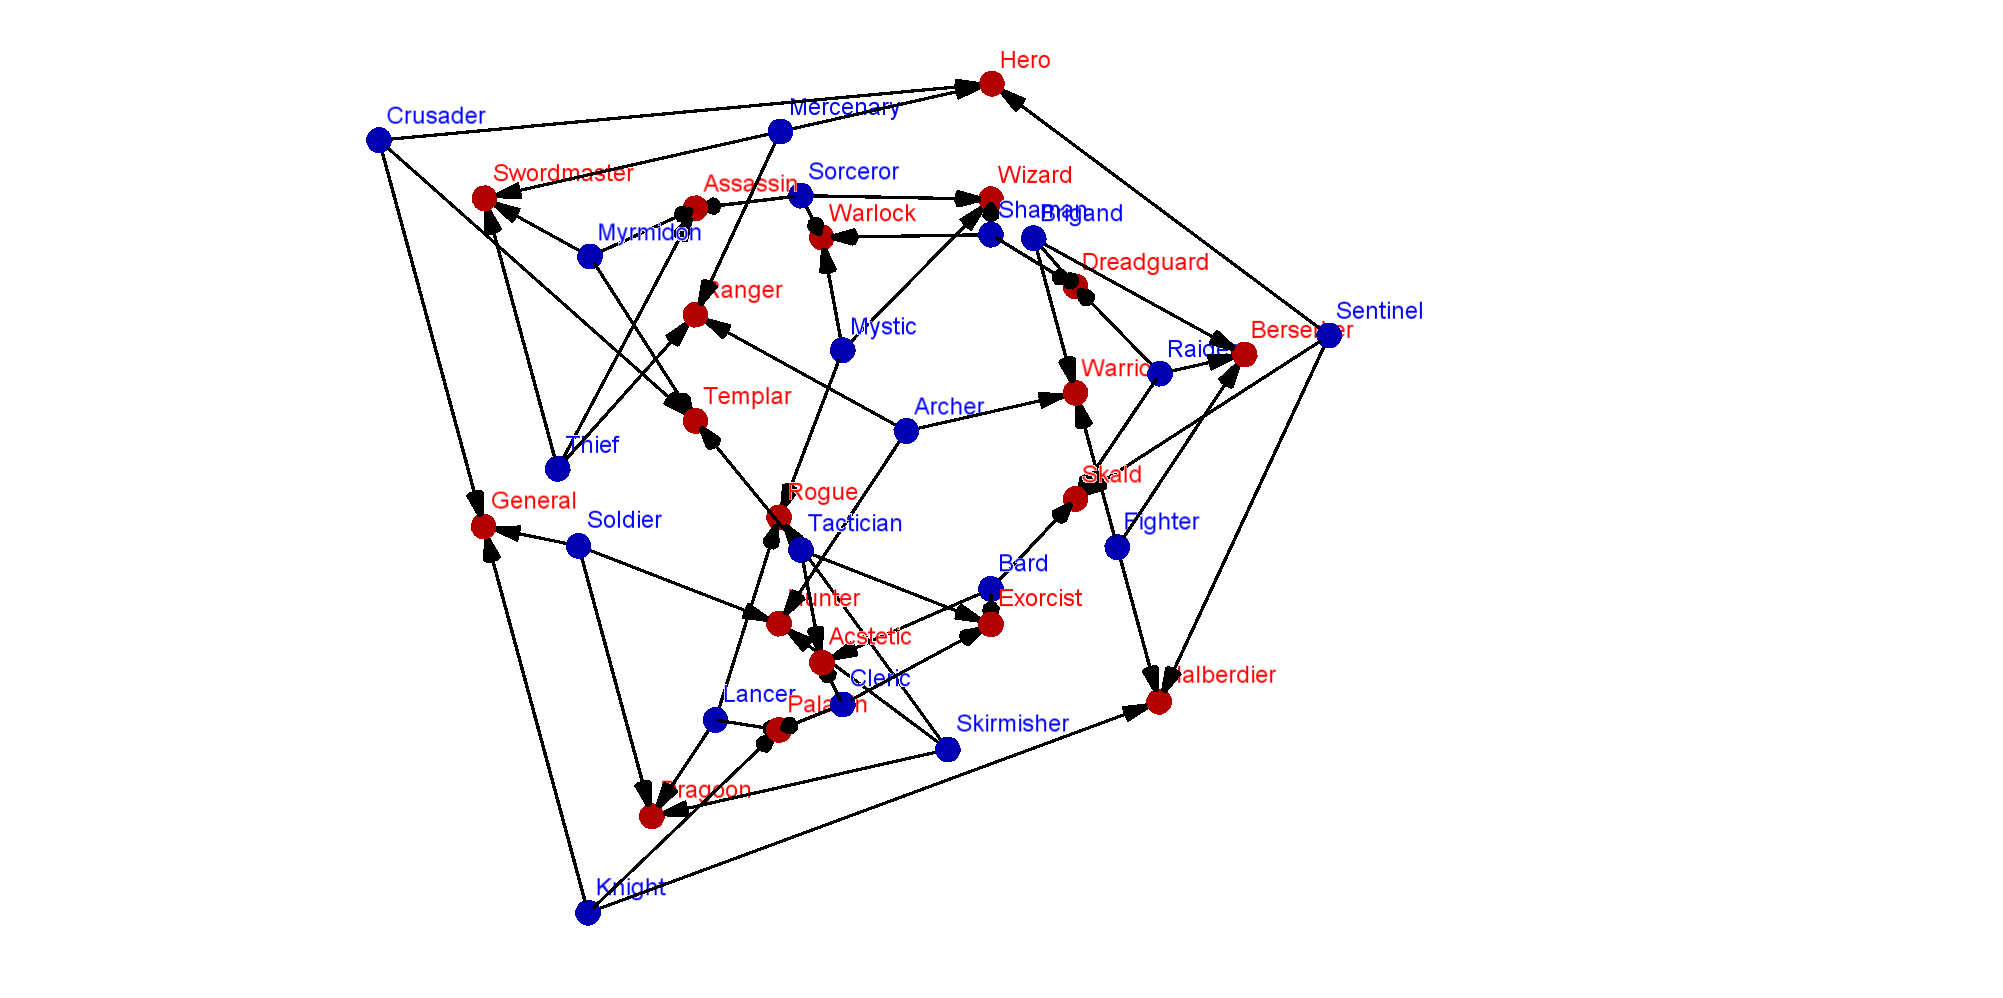 Hero
Mercenary
Crusader
Swordmaster
Assassin
Sorceror
Wizard
Warlock
Shaman
Brigand
Myrmidon
Dreadguard
Ranger
Sentinel
Mystic
Berserker
Raider
Warrior
Templar
Archer
Thief
Skald
General
Rogue
Soldier
Tactician
Fighter
Bard
Hunter
Exorcist
Acstetic
Cleric
Halberdier
Lancer
Paladin
Skirmisher
Dragoon
Knight